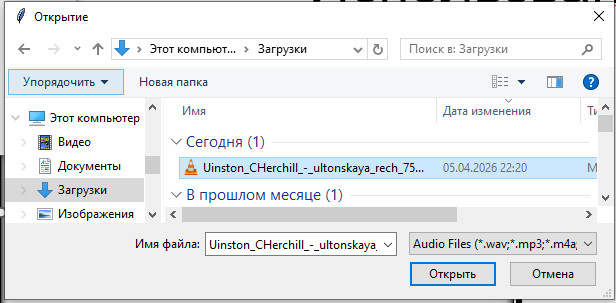 Открытие
Этот компьют... > Загрузки
Поиск в: Загрузки
Упорядочить
Новая папка
Этот компьютер
Видео
Документы
Загрузки
Изображения
Имя
Дата изменения
Ти
Сегодня (1)
Uinston_CHerchill_-_ultonskaya_rech_75...
05.04.2026 22:20
M
В прошлом месяце (1)
Имя файла:
Uinston_CHerchill_-_ultonskaya_
Audio Files (*.wav;*.mp3;*.m4a;
Открыть
Отмена